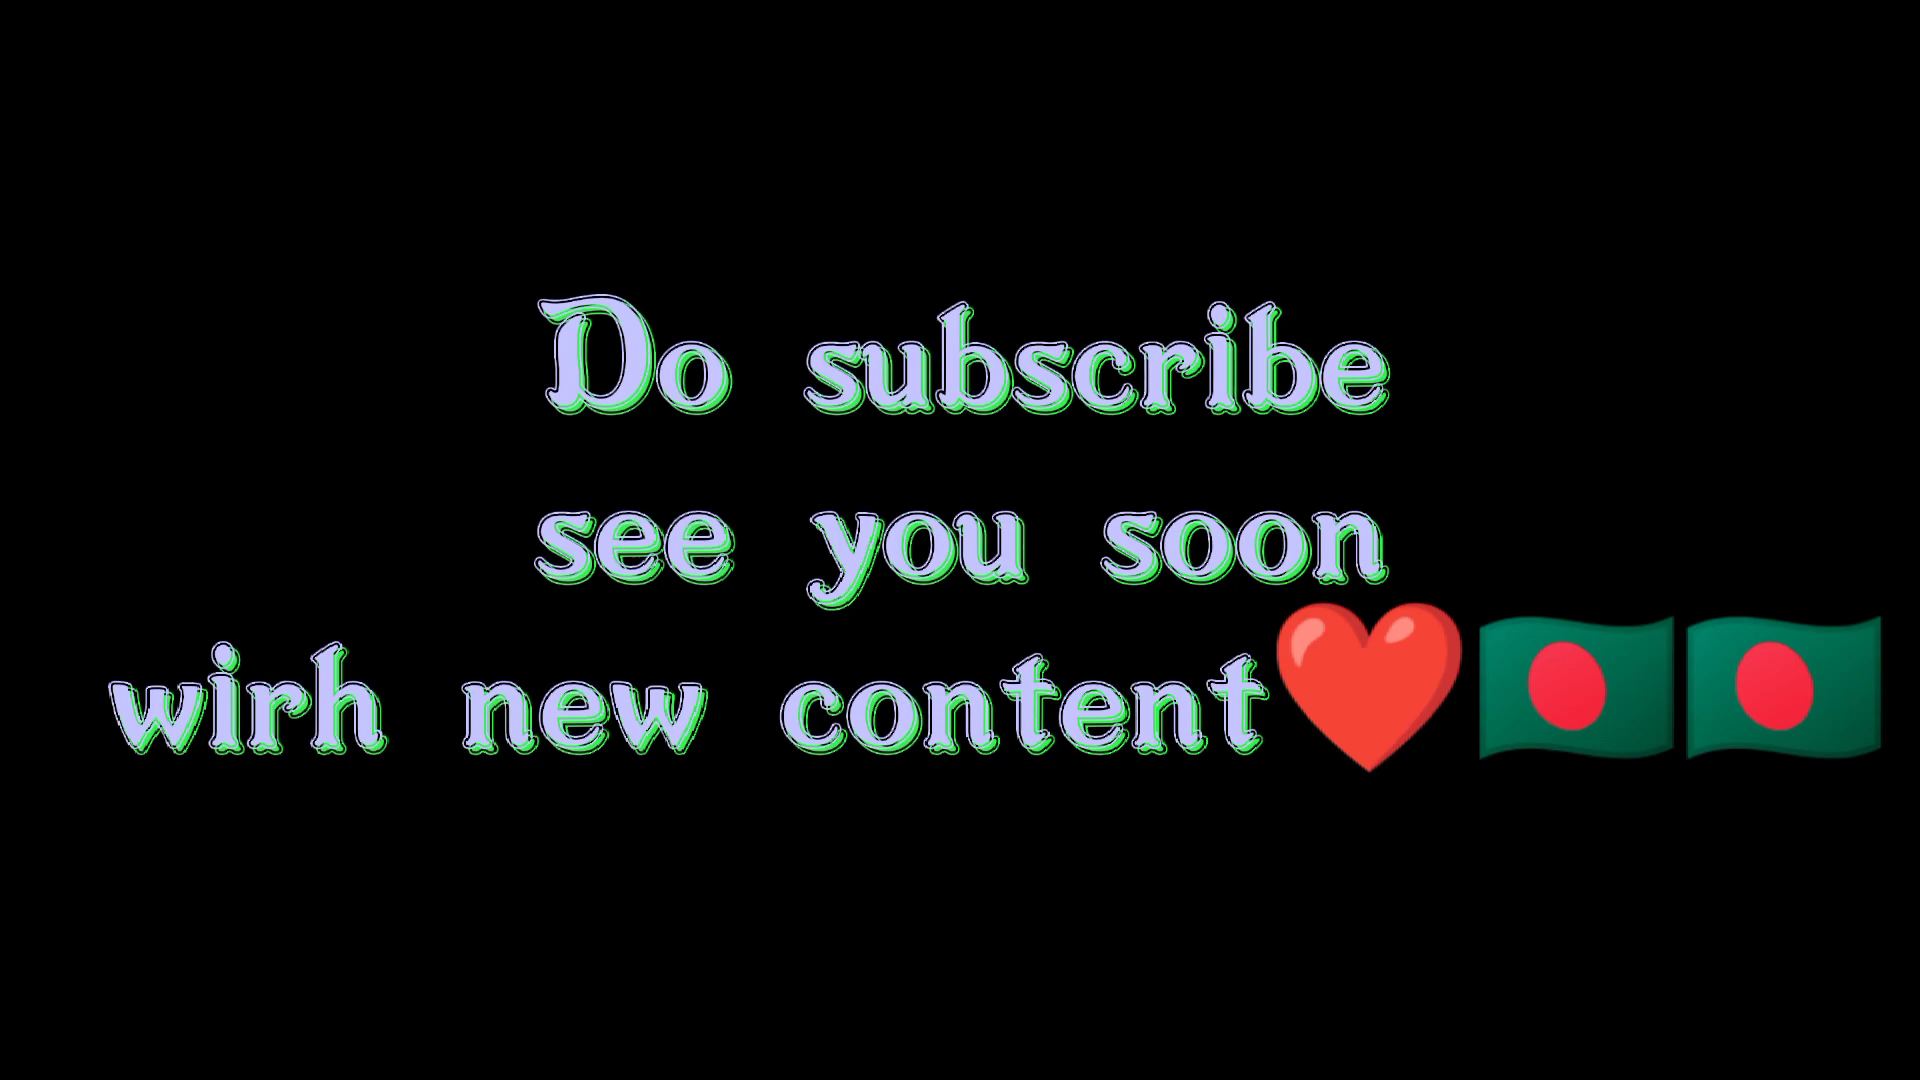 Do subscribe
see you soon
wirh new content❤️🇧🇩🇧🇩